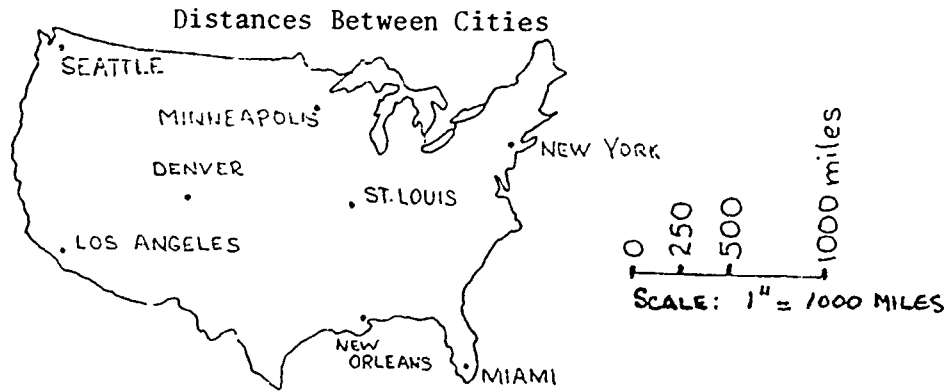 Distances Between Cities
SEATTLE
MINNEAPOLIS
NEW YORK
DENVER
ST. LOUIS
LOS ANGELES
NEW
ORLEANS
MIAMI
0
250
500
1000 miles
SCALE: 1" = 1000 MILES